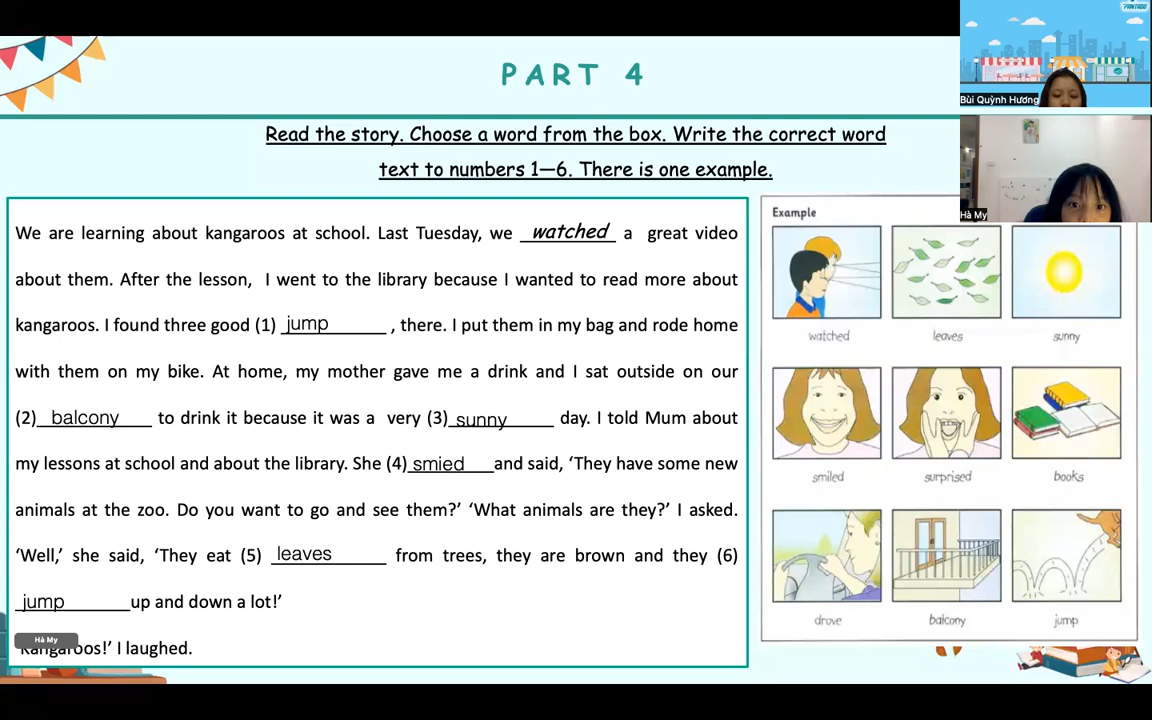 PANTADO
PART 4
Bùi Quỳnh Hương
Read the story. Choose a word from the box. Write the correct word
text to numbers 1—6. There is one example.
Hà My
Example
We are learning about kangaroos at school. Last Tuesday, we watched a great video
about them. After the lesson, I went to the library because I wanted to read more about
kangaroos. I found three good (1) jump , there. I put them in my bag and rode home
with them on my bike. At home, my mother gave me a drink and I sat outside on our
(2) balcony to drink it because it was a very (3) sunny day. I told Mum about
my lessons at school and about the library. She (4) smied and said, ‘They have some new
animals at the zoo. Do you want to go and see them?’ ‘What animals are they?’ I asked.
‘Well,’ she said, ‘They eat (5) leaves from trees, they are brown and they (6)
jump up and down a lot!’
Hà My
Kangaroos!’ I laughed.
watched leaves sunny
smiled surprised books
drove balcony jump